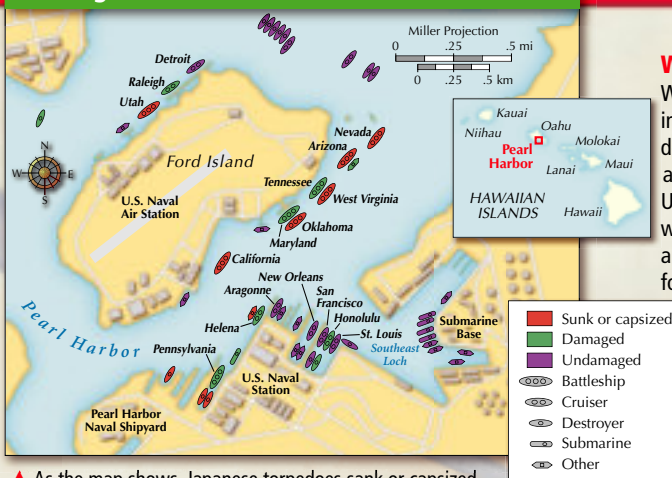 Miller Projection
0 .25 .5 mi
0 .25 .5 km
Detroit
Raleigh
Utah
N
W E
S
Ford Island
U.S. Naval
Air Station
Nevada
Arizona
Tennessee
West Virginia
Oklahoma
Maryland
California
New Orleans
Aragonne
San
Francisco
Honolulu
Helena
St. Louis
Southeast
Loch
Submarine
Base
Pearl Harbor
Pennsylvania
U.S. Naval
Station
Pearl Harbor
Naval Shipyard
Kauai
Niihau
Oahu
Pearl
Harbor
Molokai
Lanai
Maui
HAWAIIAN
ISLANDS
Hawaii
Sunk or capsized
Damaged
Undamaged
Battleship
Cruiser
Destroyer
Submarine
Other
As the map shows, Japanese torpedoes sank or capsized